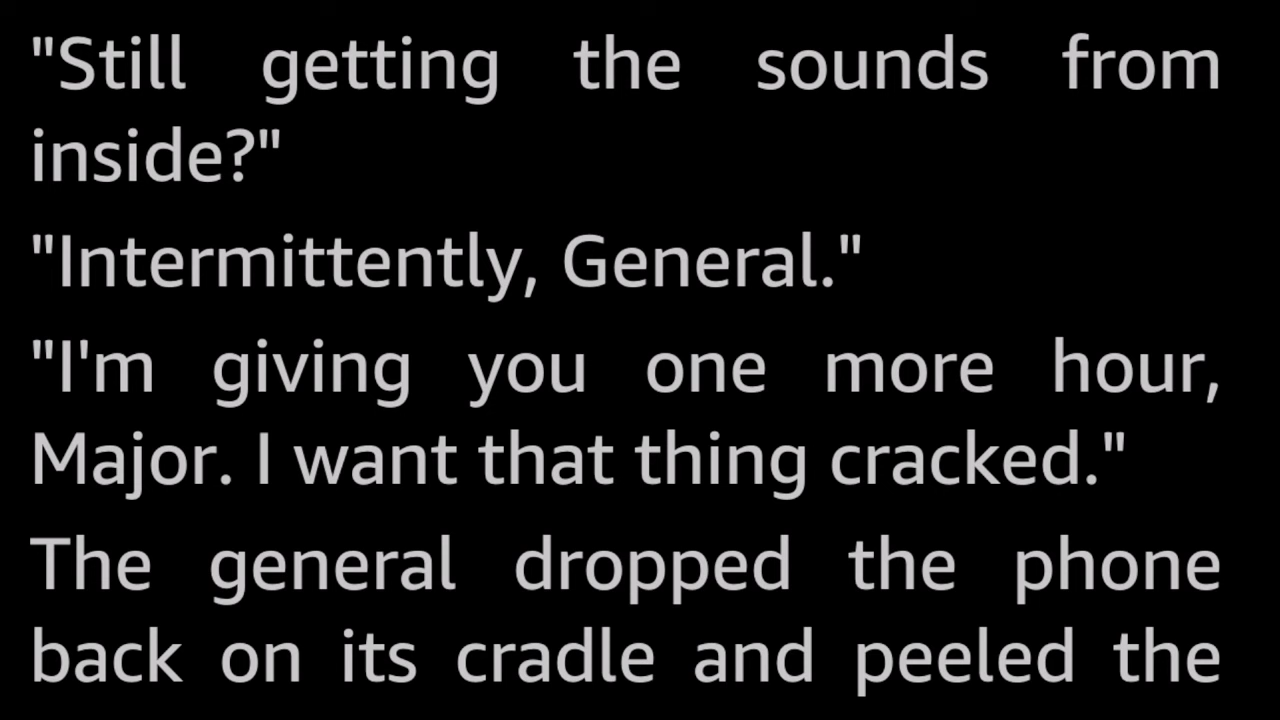 "Still getting the sounds from
inside?"
"Intermittently, General."
"I'm giving you one more hour,
Major. I want that thing cracked."
The general dropped the phone
back on its cradle and peeled the